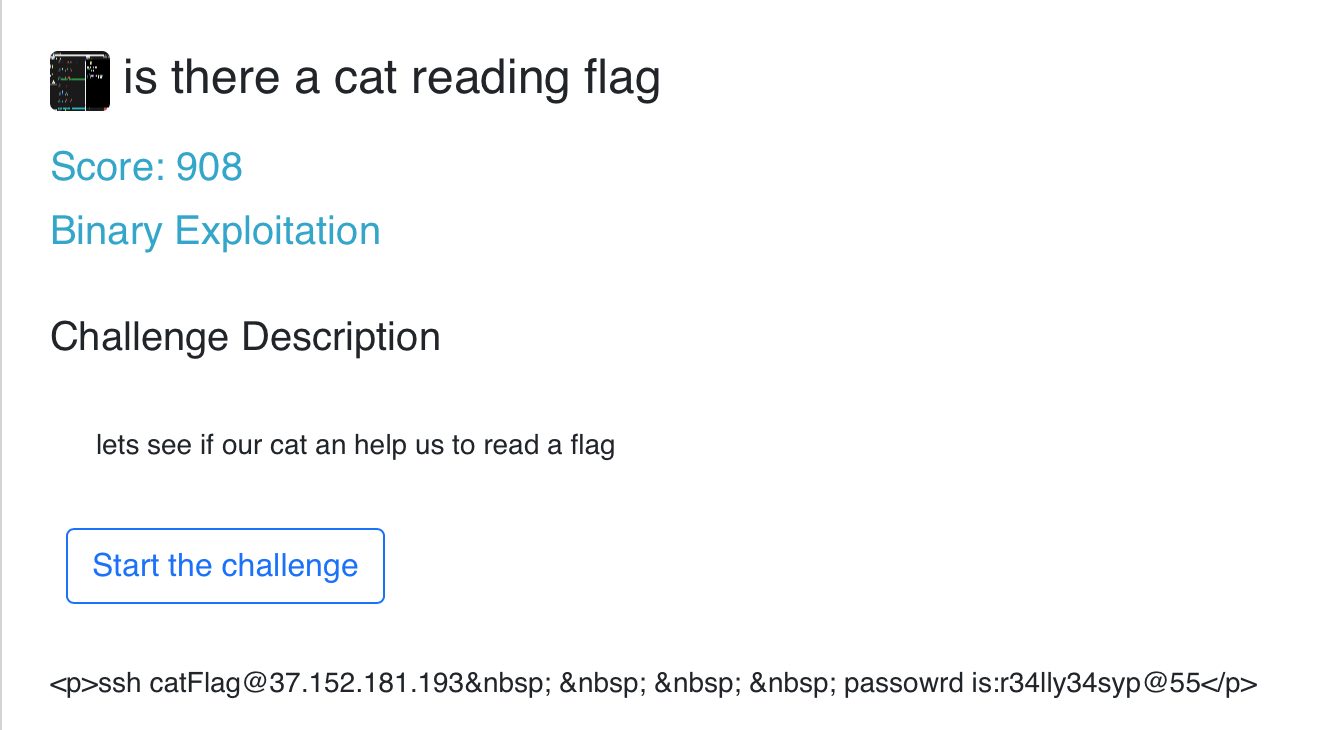 is there a cat reading flag
Score: 908
Binary Exploitation
Challenge Description
lets see if our cat an help us to read a flag
Start the challenge
<p>ssh catFlag@37.152.181.193&nbsp; &nbsp; &nbsp; &nbsp; passowrd is:r34lly34syp@55</p>